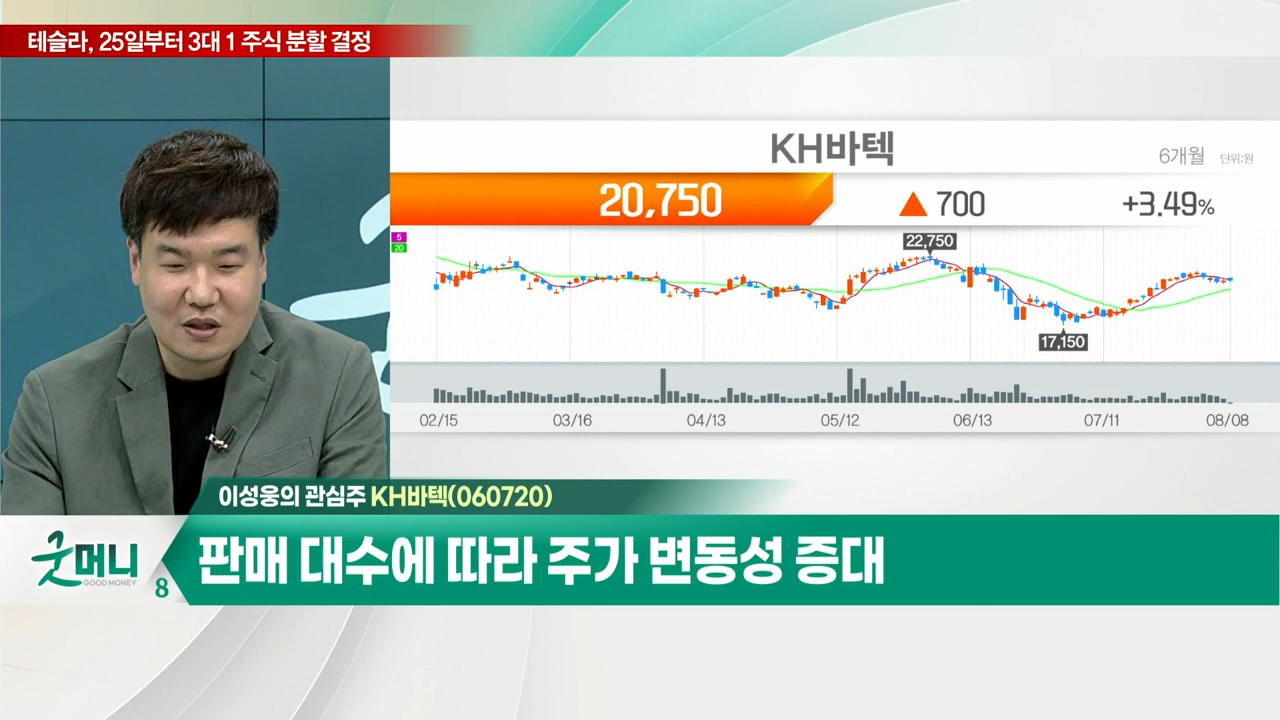 테슬라, 25일부터 3대 1 주식 분할 결정
KH바텍
6개월 단위:원
20,750 ▲ 700 +3.49%
5
20
22,750
17,150
02/15 03/16 04/13 05/12 06/13 07/11 08/08
이성웅의 관심주 KH바텍(060720)
굿머니
GOOD MONEY
8
판매 대수에 따라 주가 변동성 증대